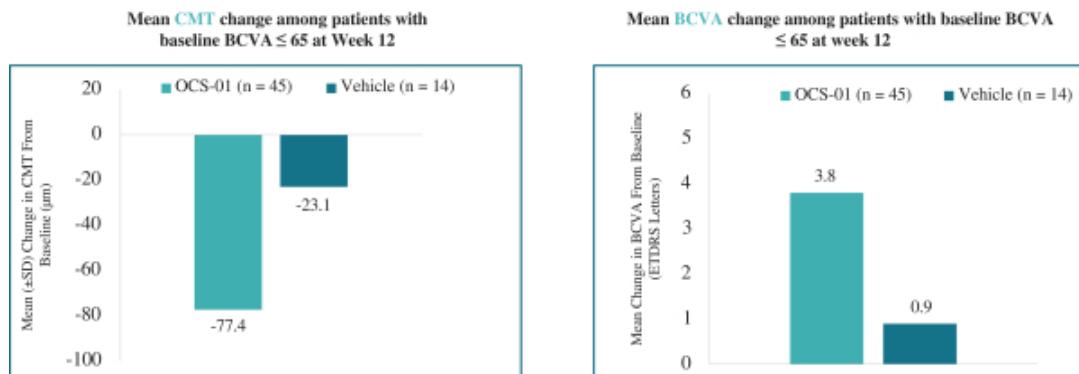 Mean CMT change among patients with
baseline BCVA ≤ 65 at Week 12
OCS-01 (n = 45)
Vehicle (n = 14)
Mean (±SD) Change in CMT From
Baseline (µm)
20
0
-20
-40
-60
-80
-100
-77.4
-23.1
Mean BCVA change among patients with baseline BCVA
≤ 65 at week 12
OCS-01 (n = 45)
Vehicle (n = 14)
Mean Change in BCVA From Baseline
(ETDRS Letters)
6
5
4
3
2
1
0
3.8
0.9